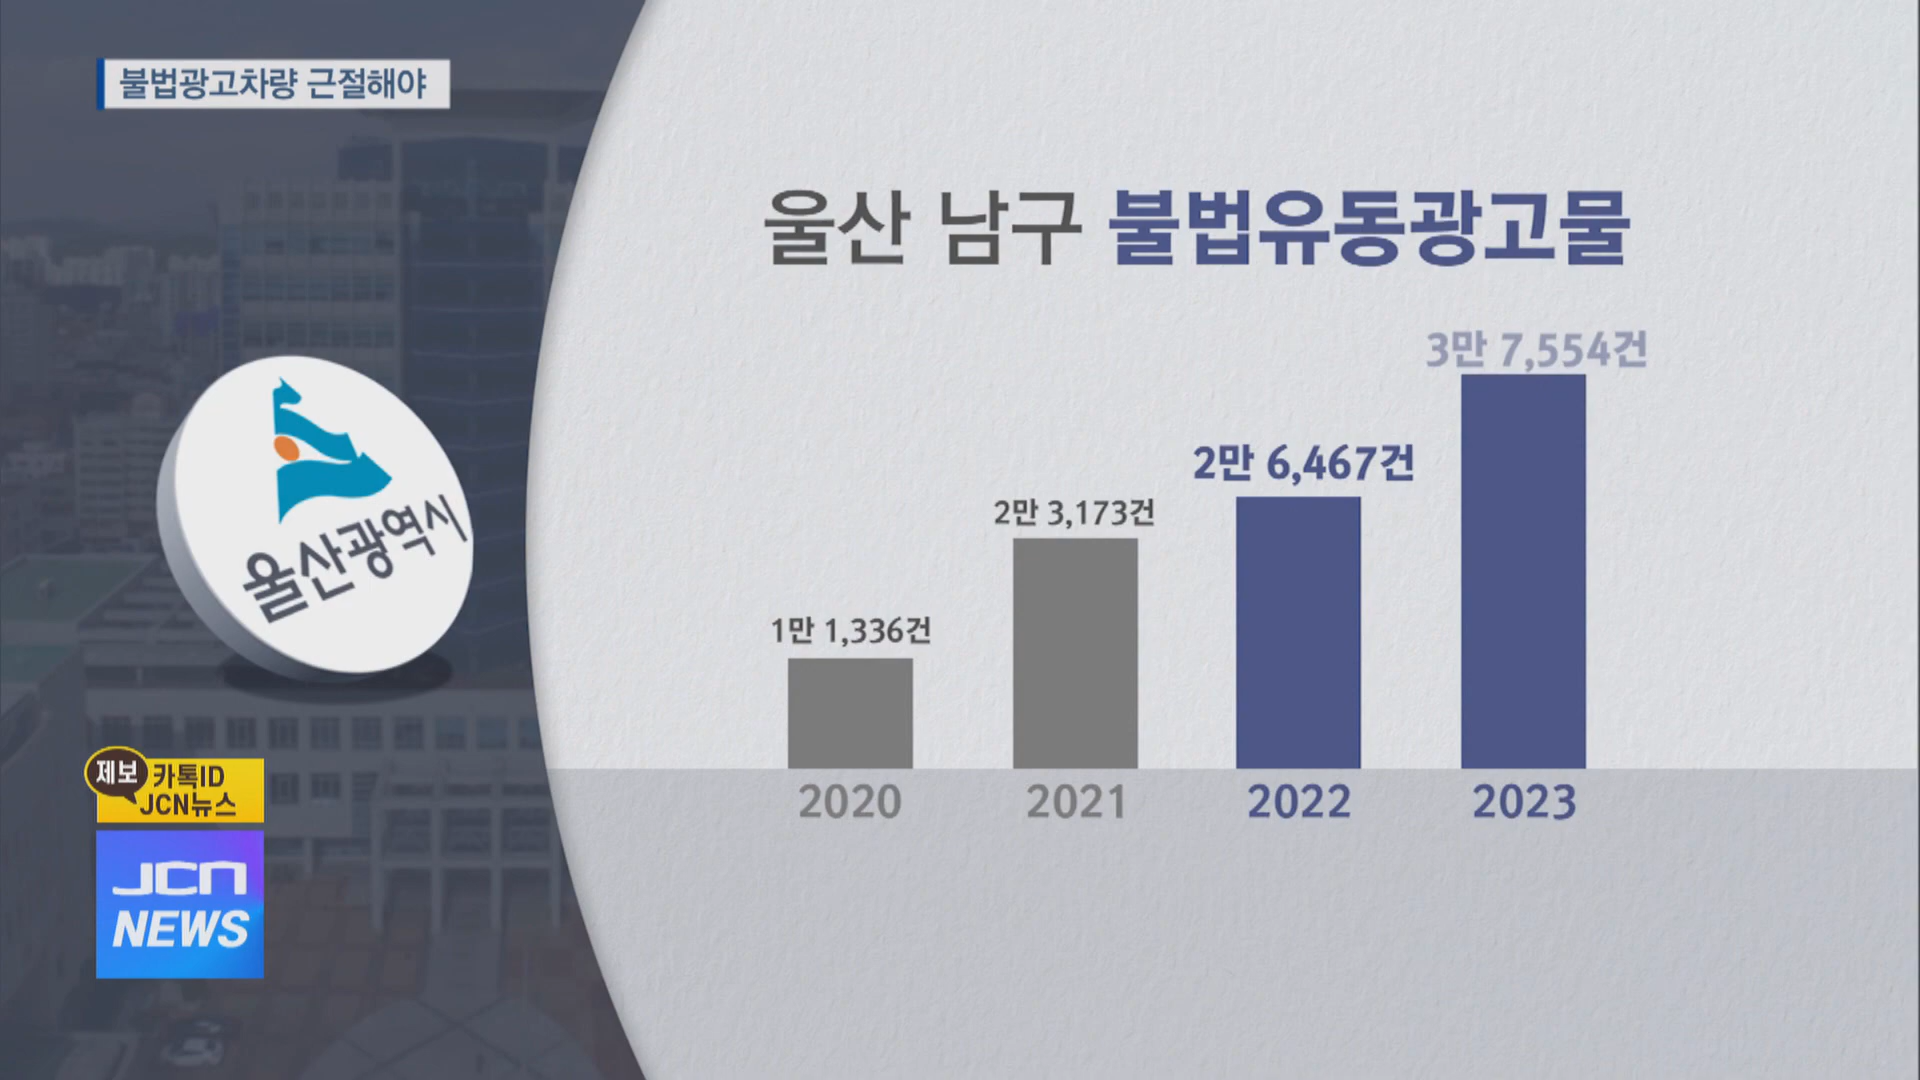 불법광고차량 근절해야
울산 남구 불법유동광고물
3만 7,554건
2만 6,467건
2만 3,173건
1만 1,336건
2020 2021 2022 2023
울산광역시
제보 카톡ID
JCN뉴스
JCN
NEWS